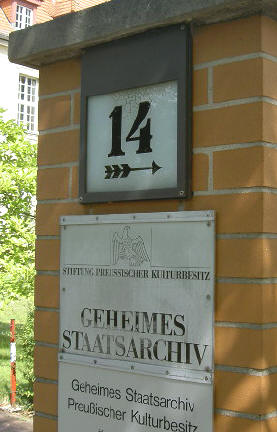 14
STIFTUNG PREUSSISCHER KULTURBESITZ
GEHEIMES
STAATSARCHIV
Geheimes Staatsarchiv
Preußischer Kulturbesitz